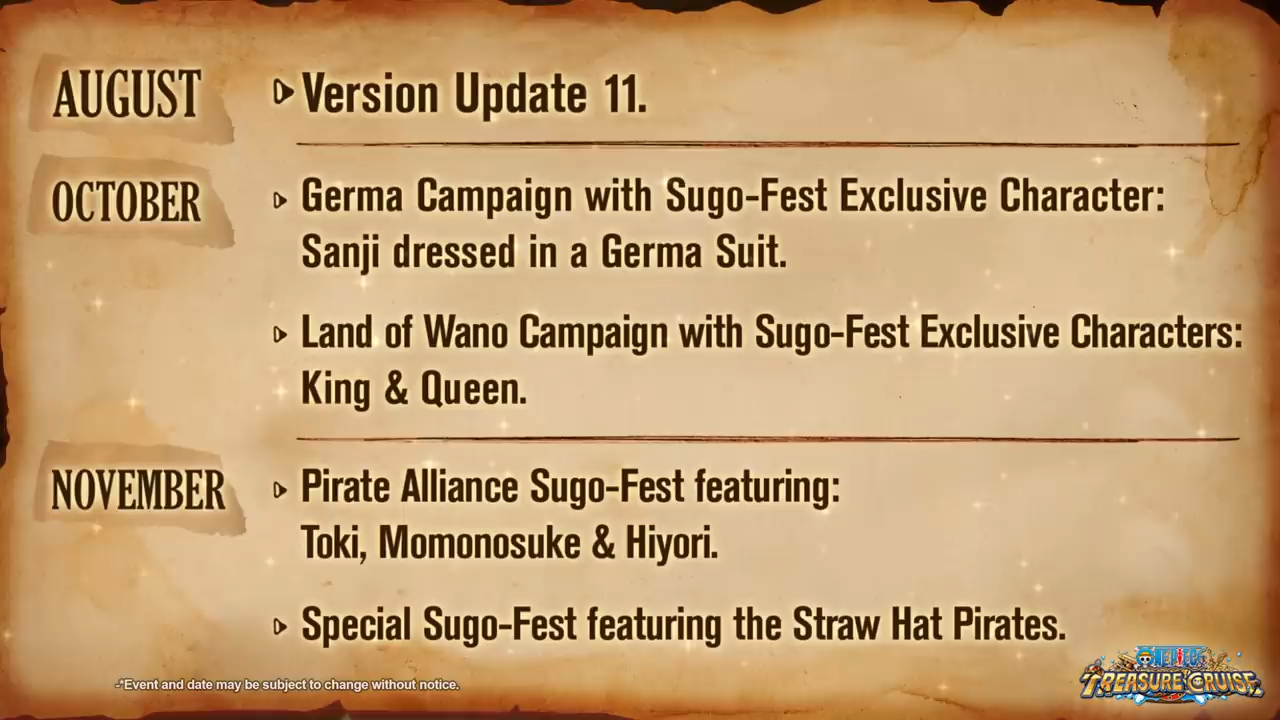 AUGUST
Version Update 11.
OCTOBER
Germa Campaign with Sugo-Fest Exclusive Character:
Sanji dressed in a Germa Suit.
Land of Wano Campaign with Sugo-Fest Exclusive Characters:
King & Queen.
NOVEMBER
Pirate Alliance Sugo-Fest featuring:
Toki, Momonosuke & Hiyori.
Special Sugo-Fest featuring the Straw Hat Pirates.
-*Event and date may be subject to change without notice.
ONE PIECE
TREASURE CRUISE